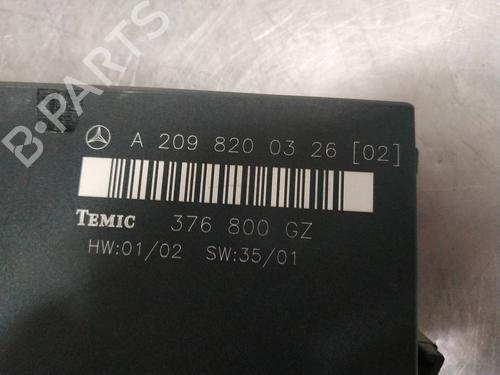 B-PARTS
A 209 820 03 26 [02]
TEMIC 376 800 GZ
HW:01/02 SW:35/01